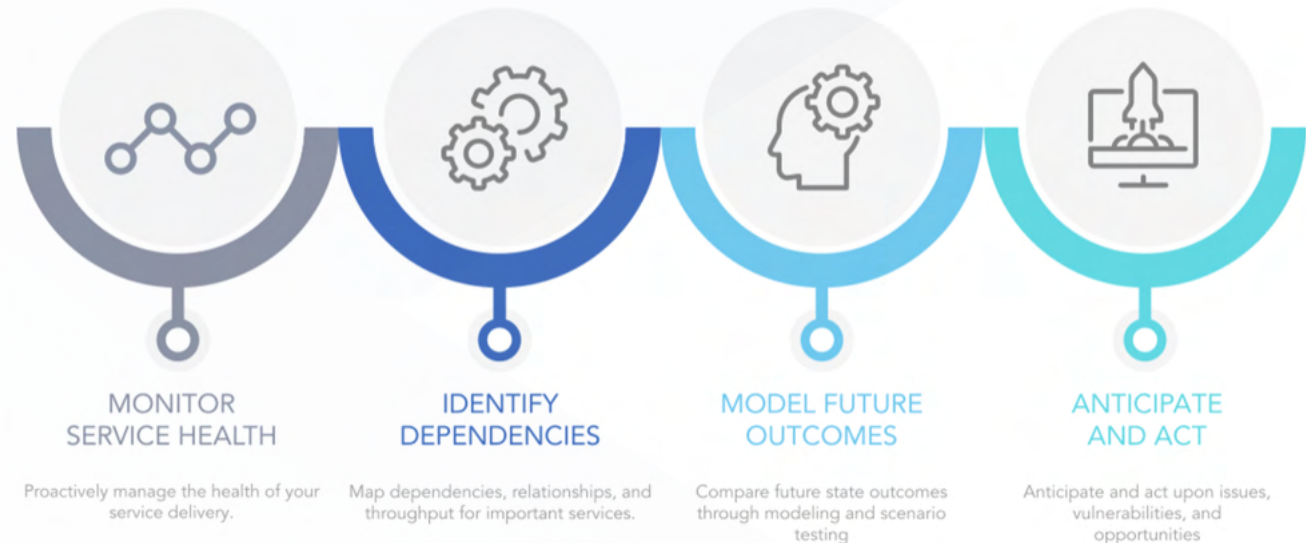 MONITOR
SERVICE HEALTH
Proactively manage the health of your
service delivery.
IDENTIFY
DEPENDENCIES
Map dependencies, relationships, and
throughput for important services.
MODEL FUTURE
OUTCOMES
Compare future state outcomes
through modeling and scenario
testing
ANTICIPATE
AND ACT
Anticipate and act upon issues,
vulnerabilities, and
opportunities